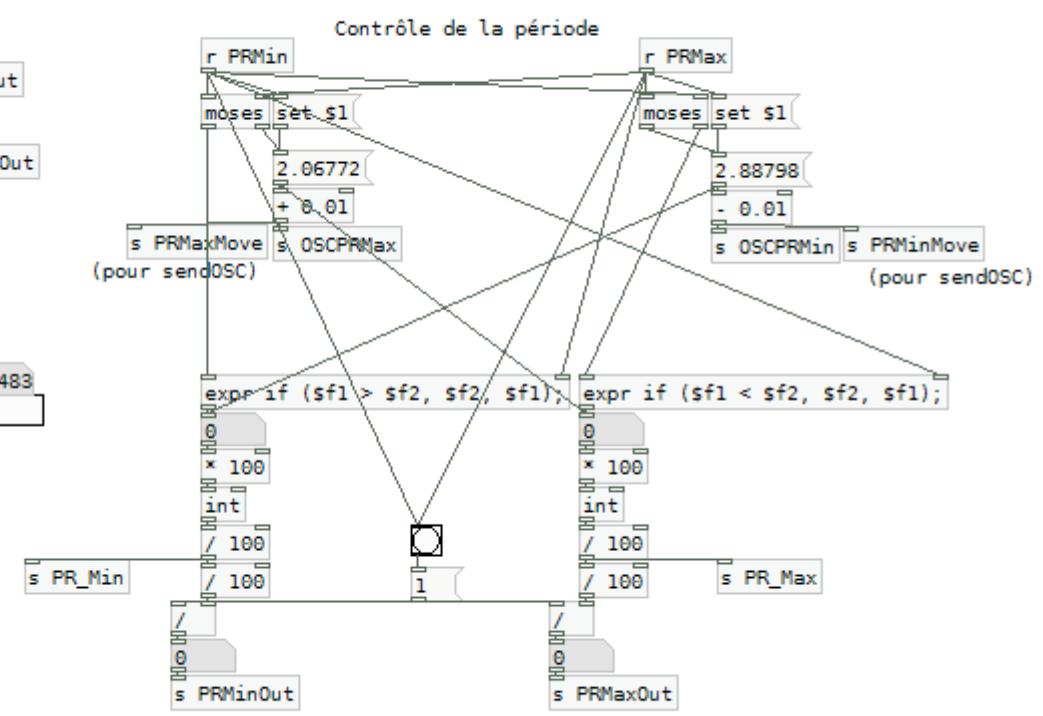 Contrôle de la période
ut
r PRMin
r PRMax
moses
set $1
moses
set $1
Out
2.06772
2.88798
+ 0.01
- 0.01
s PRMaxMove
s OSCPRMax
s OSCPRMin
s PRMinMove
(pour sendOSC)
(pour sendOSC)
483
expr if ($f1 > $f2, $f2, $f1);
expr if ($f1 < $f2, $f2, $f1);
0
0
* 100
* 100
int
int
/ 100
/ 100
s PR_Min
/ 100
1
/ 100
s PR_Max
/
/
0
0
s PRMinOut
s PRMaxOut